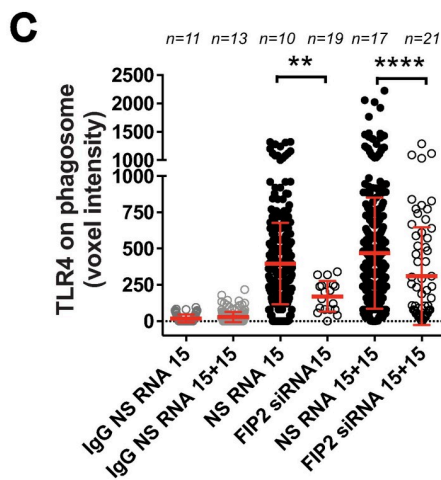 C
n=11 n=13 n=10 n=19 n=17 n=21
** ****
TLR4 on phagosome
(voxel intensity)
2500
2000
1500
1000
1000
750
500
250
0
IgG NS RNA 15
IgG NS RNA 15+15
NS RNA 15
FIP2 siRNA15
NS RNA 15+15
FIP2 siRNA 15+15